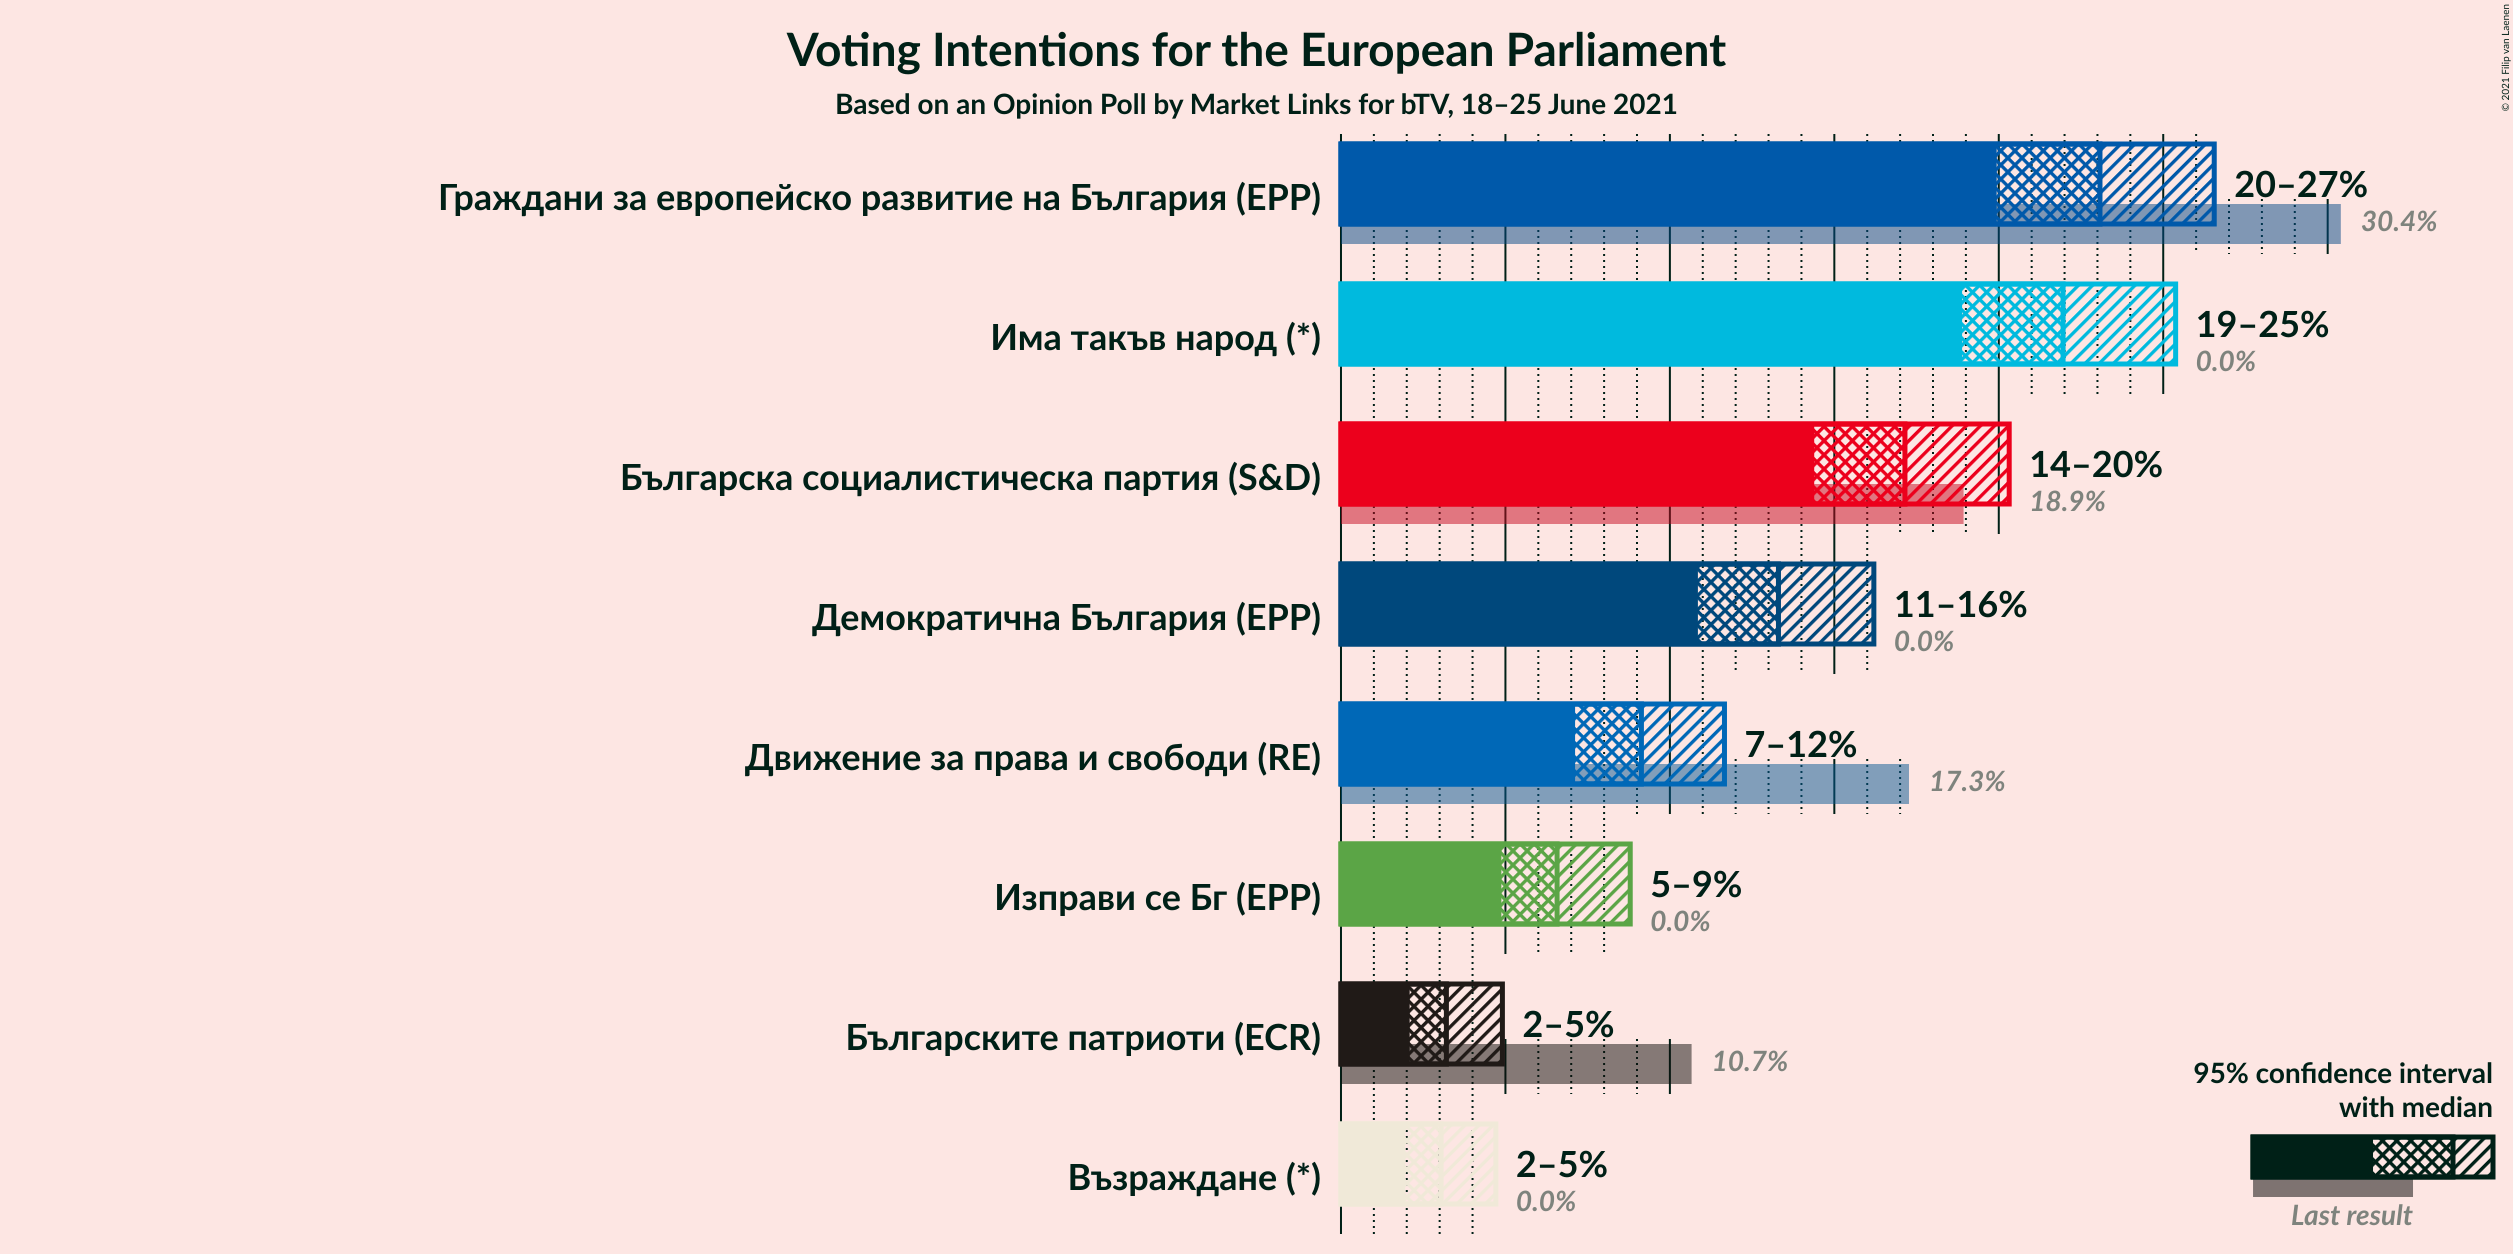 Voting Intentions for the European Parliament
Based on an Opinion Poll by Market Links for bTV, 18–25 June 2021
© 2021 Filip van Laenen
Граждани за европейско развитие на България (EPP)
20–27%
30.4%
Има такъв народ (*)
19–25%
0.0%
Българска социалистическа партия (S&D)
14–20%
18.9%
Демократична България (EPP)
11–16%
0.0%
Движение за права и свободи (RE)
7–12%
17.3%
Изправи се Бг (EPP)
5–9%
0.0%
Българските патриоти (ECR)
2–5%
10.7%
Възраждане (*)
2–5%
0.0%
95% confidence interval
with median
Last result